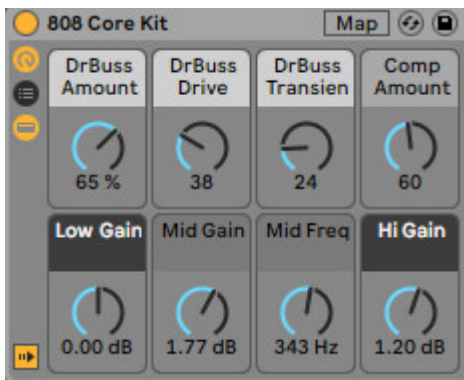 808 Core Kit Map
DrBuss Amount
DrBuss Drive
DrBuss Transien
Comp Amount
65 % 38 24 60
Low Gain Mid Gain Mid Freq Hi Gain
0.00 dB 1.77 dB 343 Hz 1.20 dB